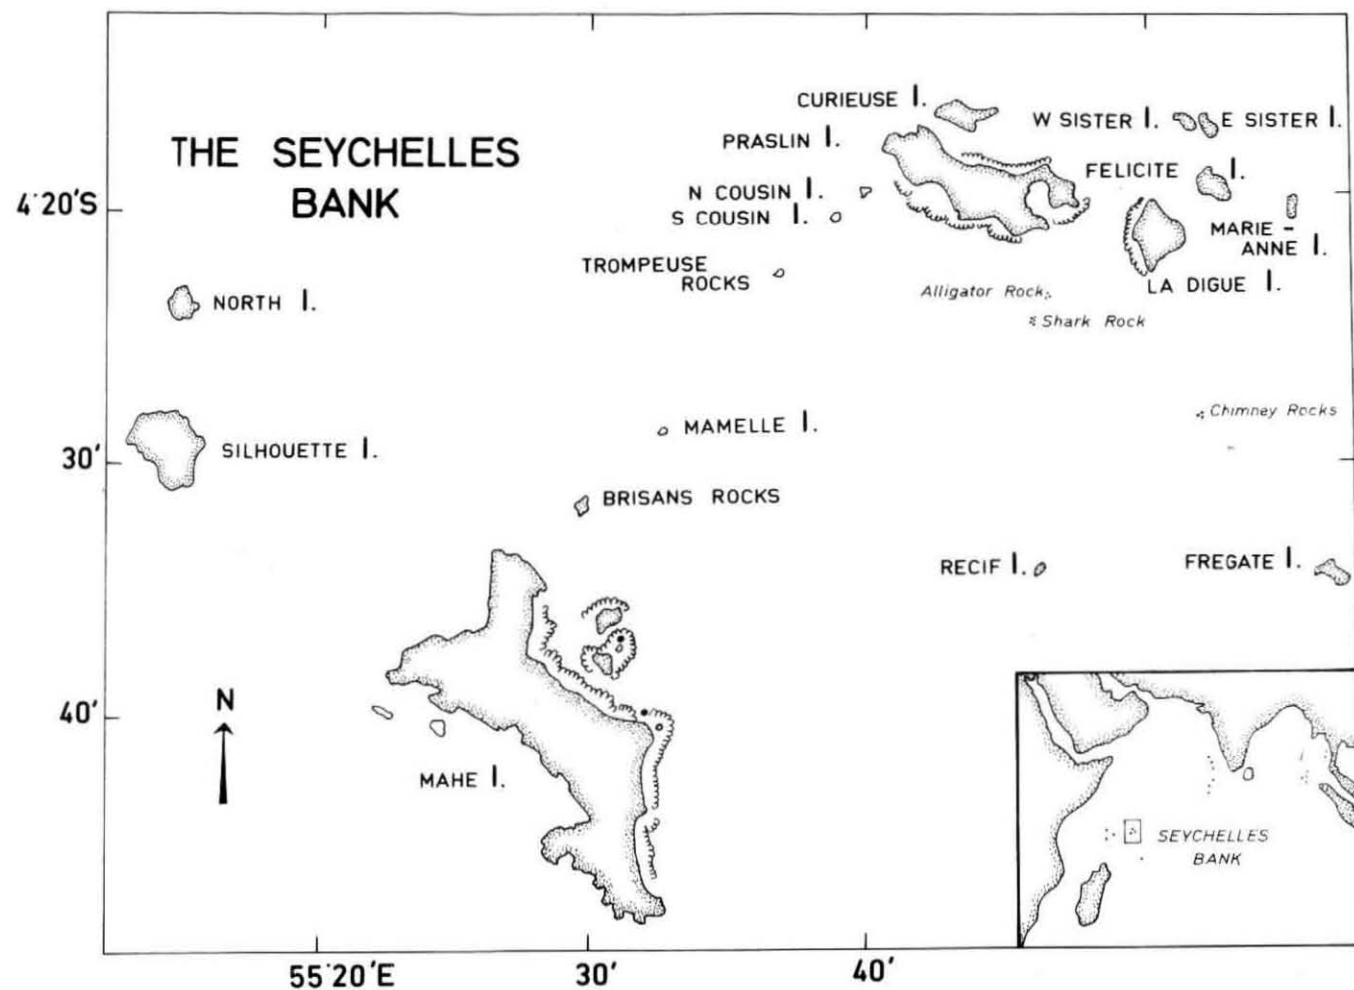 THE SEYCHELLES
BANK
CURIEUSE I.
W SISTER I.
E SISTER I.
PRASLIN I.
FELICITE I.
N COUSIN I.
S COUSIN I.
MARIE-
ANNE I.
TROMPEUSE
ROCKS
LA DIGUE I.
Alligator Rock
Shark Rock
NORTH I.
Chimney Rocks
MAMELLE I.
SILHOUETTE I.
BRISANS ROCKS
RECIF I.
FREGATE I.
N
MAHE I.
SEYCHELLES
BANK
4°20'S
30'
40'
55°20'E
30'
40'